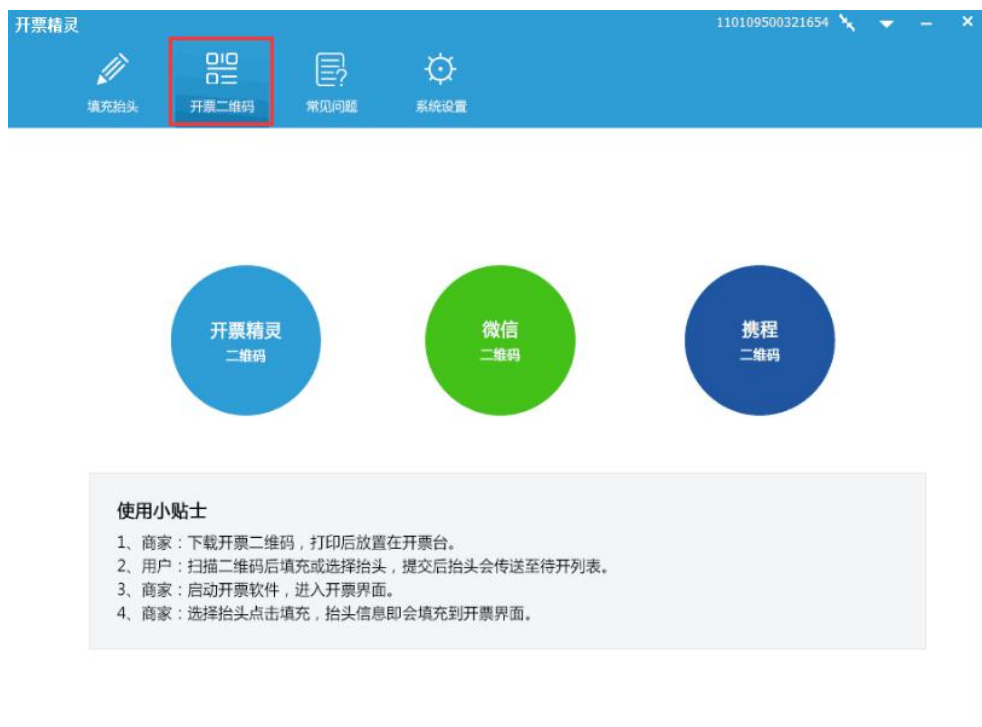 开票精灵
110109500321654
填充抬头
开票二维码
常见问题
系统设置
开票精灵
二维码
微信
二维码
携程
二维码
使用小贴士
1、商家：下载开票二维码，打印后放置在开票台。
2、用户：扫描二维码后填充或选择抬头，提交后抬头会传送至待开列表。
3、商家：启动开票软件，进入开票界面。
4、商家：选择抬头点击填充，抬头信息即会填充到开票界面。